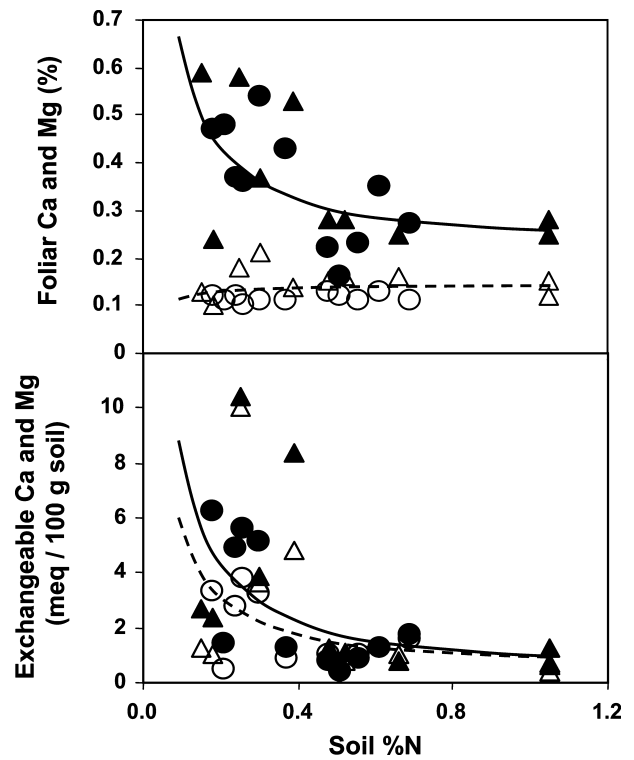 0.7
0.6
0.5
0.4
0.3
0.2
0.1
0
Foliar Ca and Mg (%)
10
8
6
4
2
0
Exchangeable Ca and Mg
(meq / 100 g soil)
0.0 0.4 0.8 1.2
Soil %N